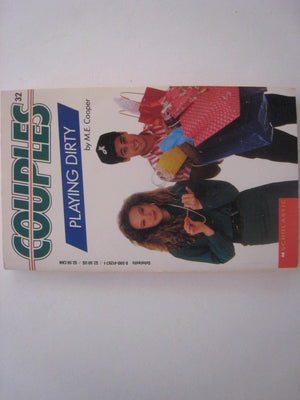 COUPLES
32
PLAYING DIRTY
by M.E. Cooper
SCHOLASTIC